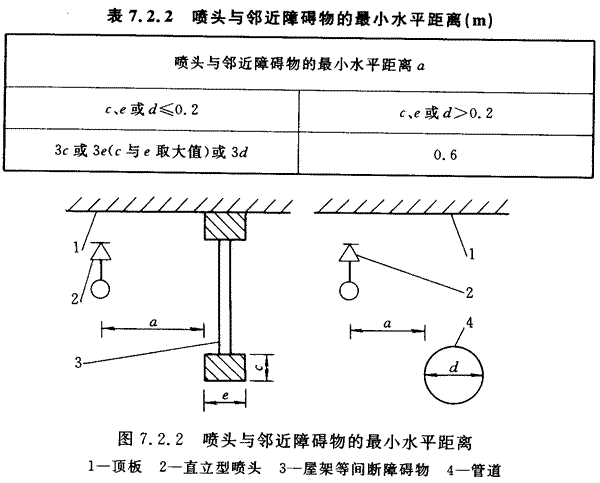 表 7.2.2 喷头与邻近障碍物的最小水平距离(m)
喷头与邻近障碍物的最小水平距离 a
c、e 或 d≤0.2
c、e 或 d>0.2
3c 或 3e(c 与 e 取大值)或 3d
0.6
1
2
a
3
c
e
1
2
a
4
d
图 7.2.2 喷头与邻近障碍物的最小水平距离
1—顶板 2—直立型喷头 3—屋架等间断障碍物 4—管道